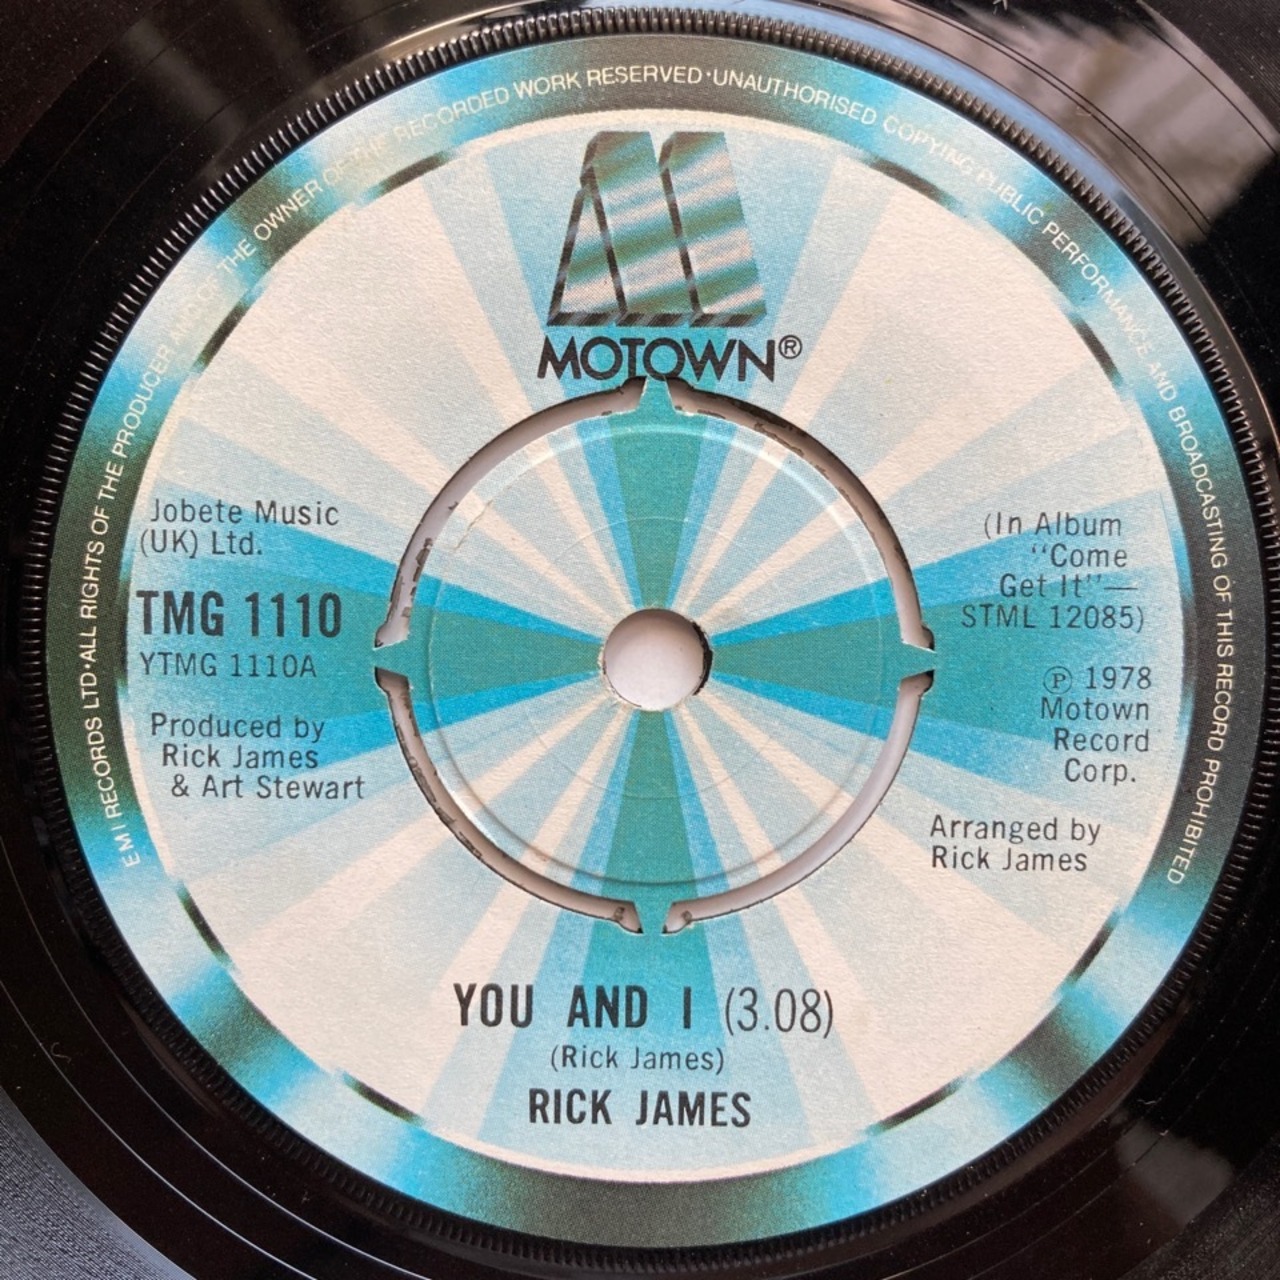 EMI RECORDS LTD·ALL RIGHTS OF THE PRODUCER AND OF THE OWNER OF THE RECORDED WORK RESERVED·UNAUTHORISED COPYING·PUBLIC PERFORMANCE AND BROADCASTING OF THIS RECORD PROHIBITED
MOTOWN®
Jobete Music
(UK) Ltd.
TMG 1110
YTMG 1110A
Produced by
Rick James
& Art Stewart
(In Album
“Come
Get It”—
STML 12085)
℗ 1978
Motown
Record
Corp.
Arranged by
Rick James
YOU AND I (3.08)
(Rick James)
RICK JAMES